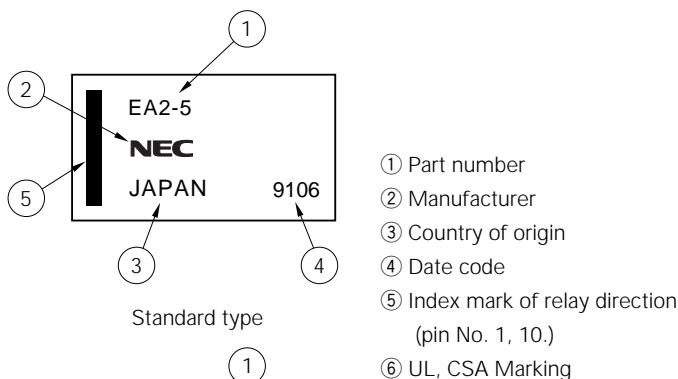 ①
②
EA2-5
NEC
JAPAN 9106
⑤
③
④
Standard type
①
① Part number
② Manufacturer
③ Country of origin
④ Date code
⑤ Index mark of relay direction
(pin No. 1, 10.)
⑥ UL, CSA Marking